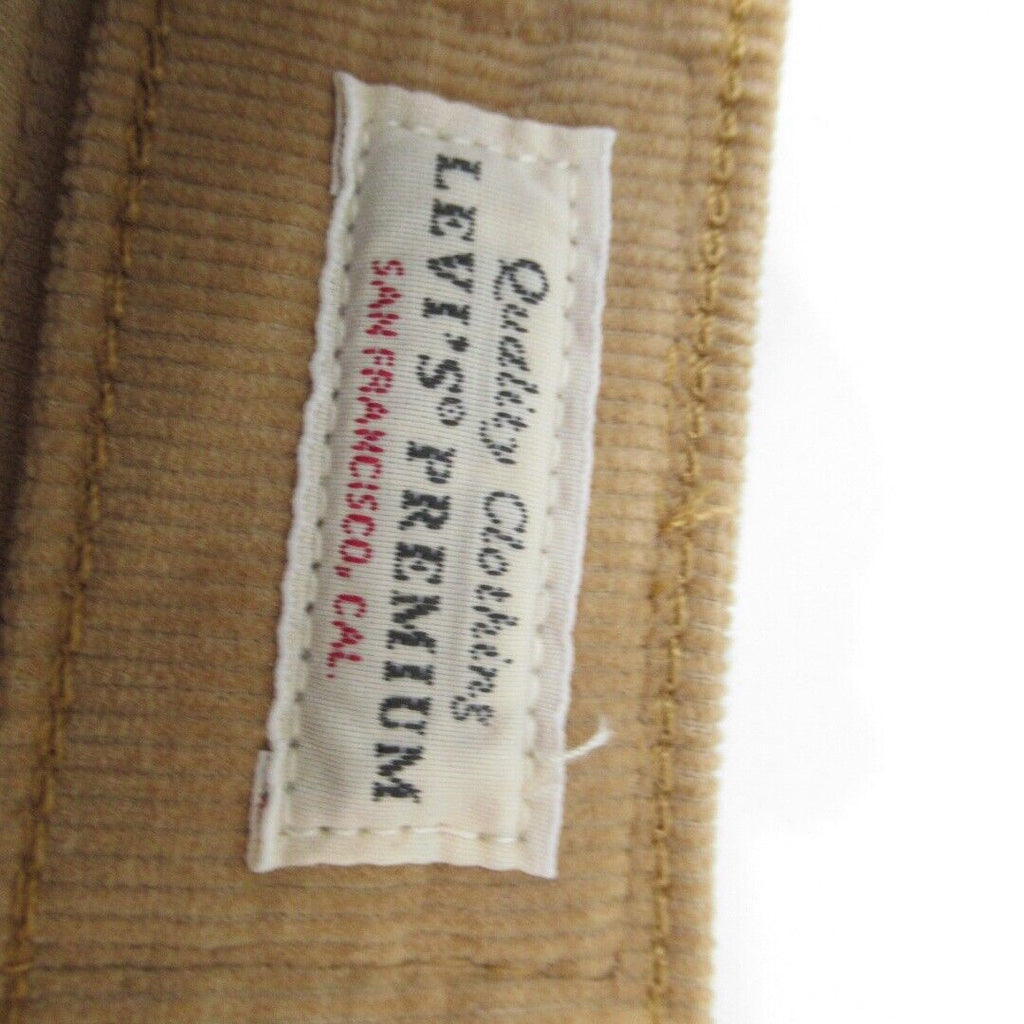 Quality Clothing
LEVI'S® PREMIUM
SAN FRANCISCO, CAL.